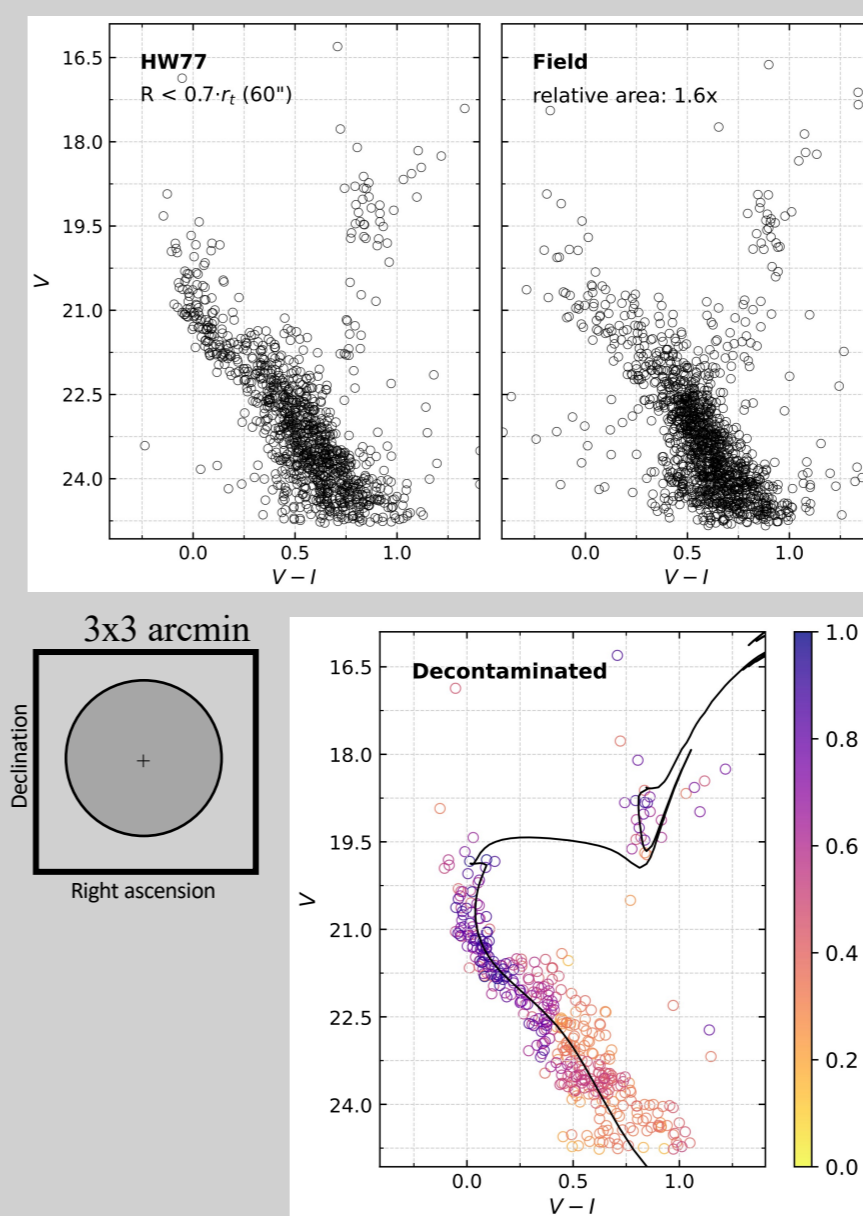 HW77
R < 0.7·r_t (60")
16.5
18.0
19.5
21.0
22.5
24.0
V
0.0 0.5 1.0
V − I
Field
relative area: 1.6x
0.0 0.5 1.0
V − I
3x3 arcmin
Declination
Right ascension
Decontaminated
16.5
18.0
19.5
21.0
22.5
24.0
V
0.0 0.5 1.0
V − I
1.0
0.8
0.6
0.4
0.2
0.0